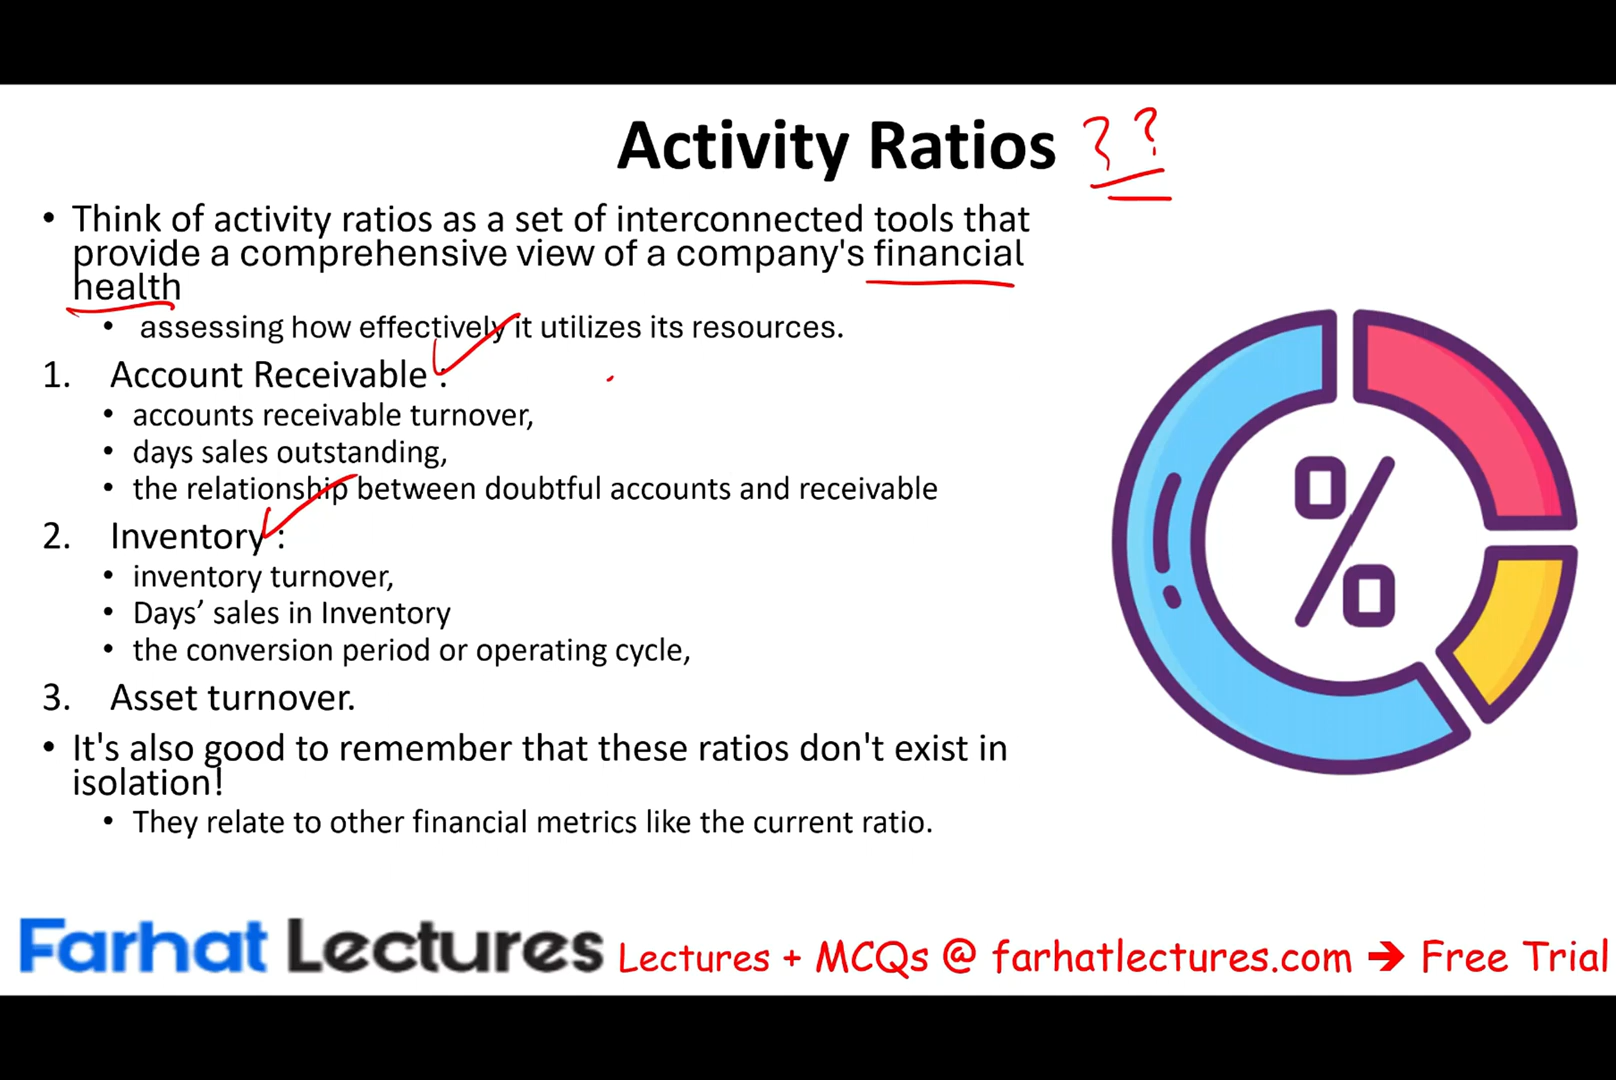 Activity Ratios ??
• Think of activity ratios as a set of interconnected tools that
provide a comprehensive view of a company's financial
health
• assessing how effectively it utilizes its resources.
1. Account Receivable :
• accounts receivable turnover,
• days sales outstanding,
• the relationship between doubtful accounts and receivable
2. Inventory :
• inventory turnover,
• Days’ sales in Inventory
• the conversion period or operating cycle,
3. Asset turnover.
• It's also good to remember that these ratios don't exist in
isolation!
• They relate to other financial metrics like the current ratio.
%
Farhat Lectures Lectures + MCQs @ farhatlectures.com ➔ Free Trial